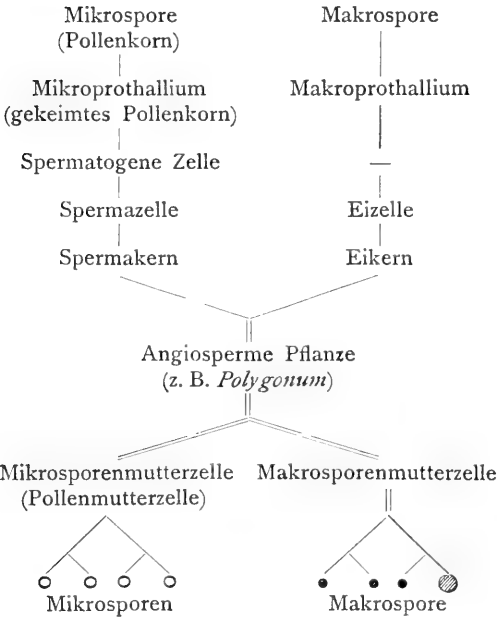 Mikrospore
(Pollenkorn)
Makrospore
Mikroprothallium
(gekeimtes Pollenkorn)
Makroprothallium
Spermatogene Zelle
—
Spermazelle
Eizelle
Spermakern
Eikern
Angiosperme Pflanze
(z. B. Polygonum)
Mikrosporenmutterzelle
(Pollenmutterzelle)
Makrosporenmutterzelle
Mikrosporen
Makrospore